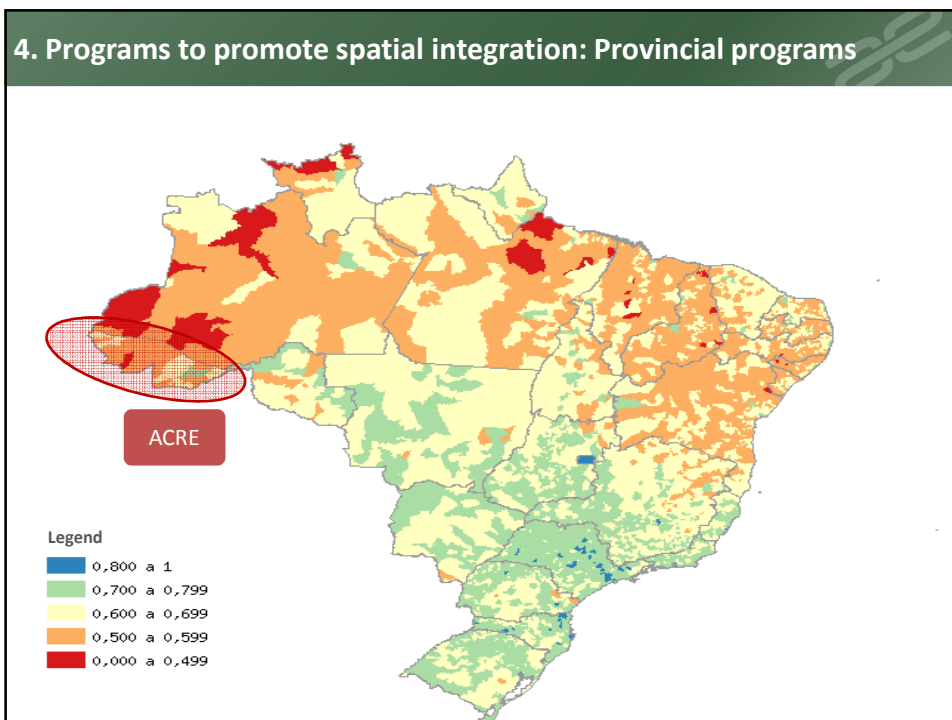 4. Programs to promote spatial integration: Provincial programs
ACRE
Legend
0,800 a 1
0,700 a 0,799
0,600 a 0,699
0,500 a 0,599
0,000 a 0,499